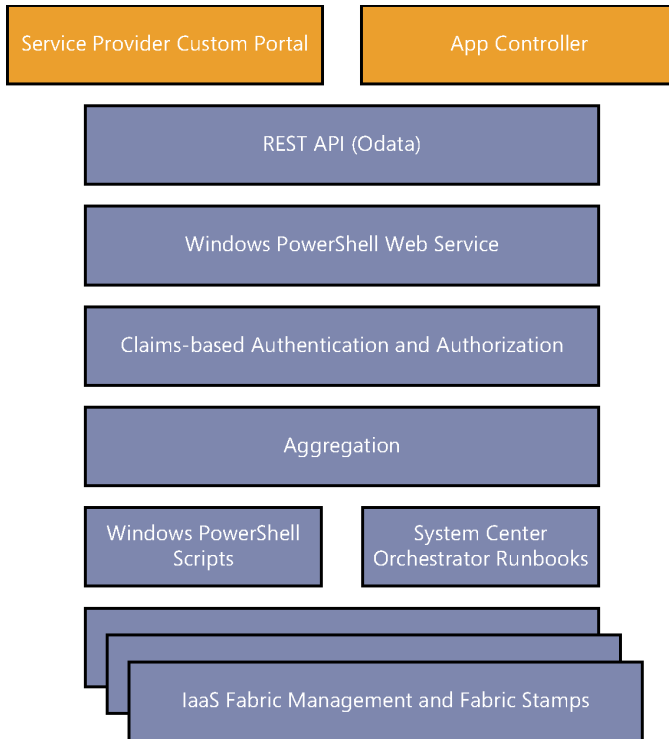 Service Provider Custom Portal
App Controller
REST API (Odata)
Windows PowerShell Web Service
Claims-based Authentication and Authorization
Aggregation
Windows PowerShell
Scripts
System Center
Orchestrator Runbooks
IaaS Fabric Management and Fabric Stamps